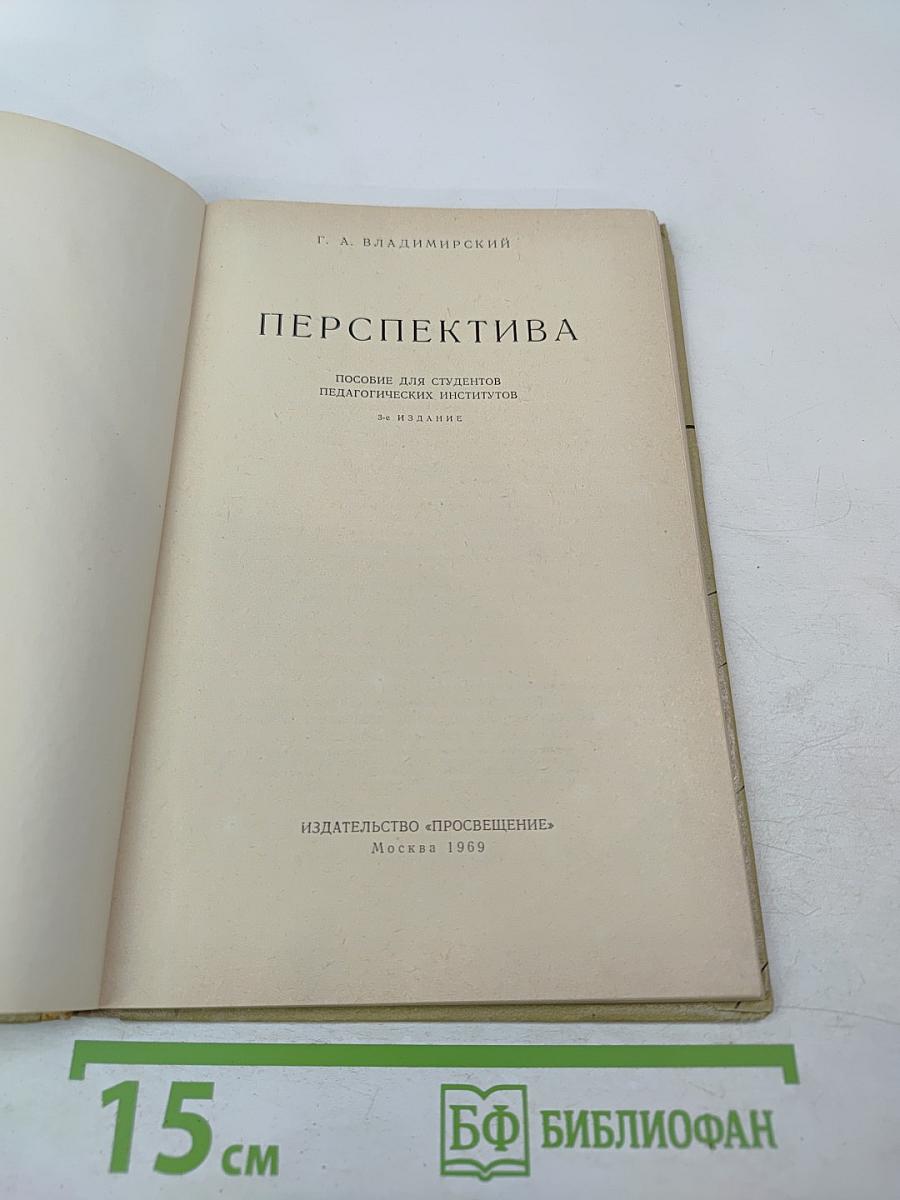 Г. А. ВЛАДИМИРСКИЙ
ПЕРСПЕКТИВА
ПОСОБИЕ ДЛЯ СТУДЕНТОВ
ПЕДАГОГИЧЕСКИХ ИНСТИТУТОВ
3-е ИЗДАНИЕ
ИЗДАТЕЛЬСТВО «ПРОСВЕЩЕНИЕ»
Москва 1969
15 см
БФ БИБЛИОФАН